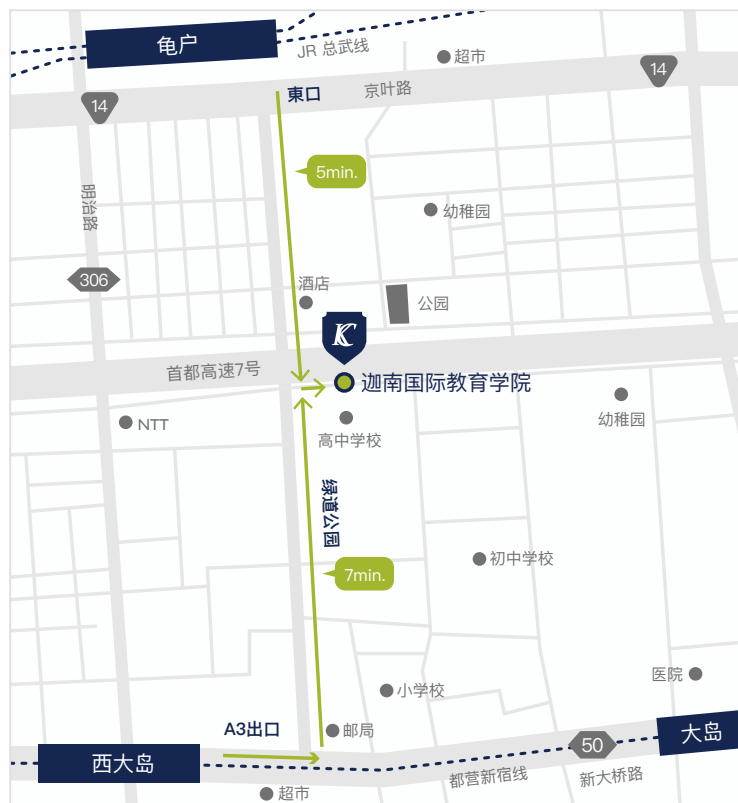 龟户
JR 总武线
超市
14
14
東口
京叶路
5min.
明治路
幼稚园
306
酒店
公园
KC
首都高速7号
迦南国际教育学院
幼稚园
NTT
高中学校
绿道公园
初中学校
7min.
医院
小学校
A3出口
邮局
大岛
50
西大岛
都营新宿线
新大桥路
超市